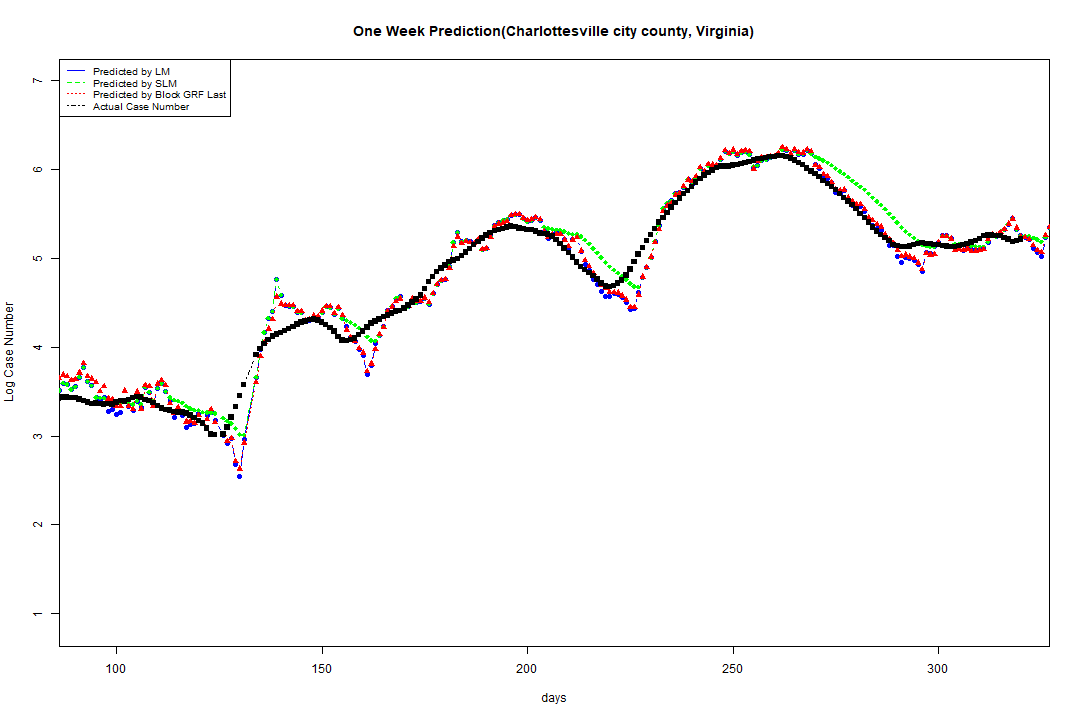 One Week Prediction(Charlottesville city county, Virginia)
Predicted by LM
Predicted by SLM
Predicted by Block GRF Last
Actual Case Number
7
6
5
4
3
2
1
Log Case Number
100 150 200 250 300
days